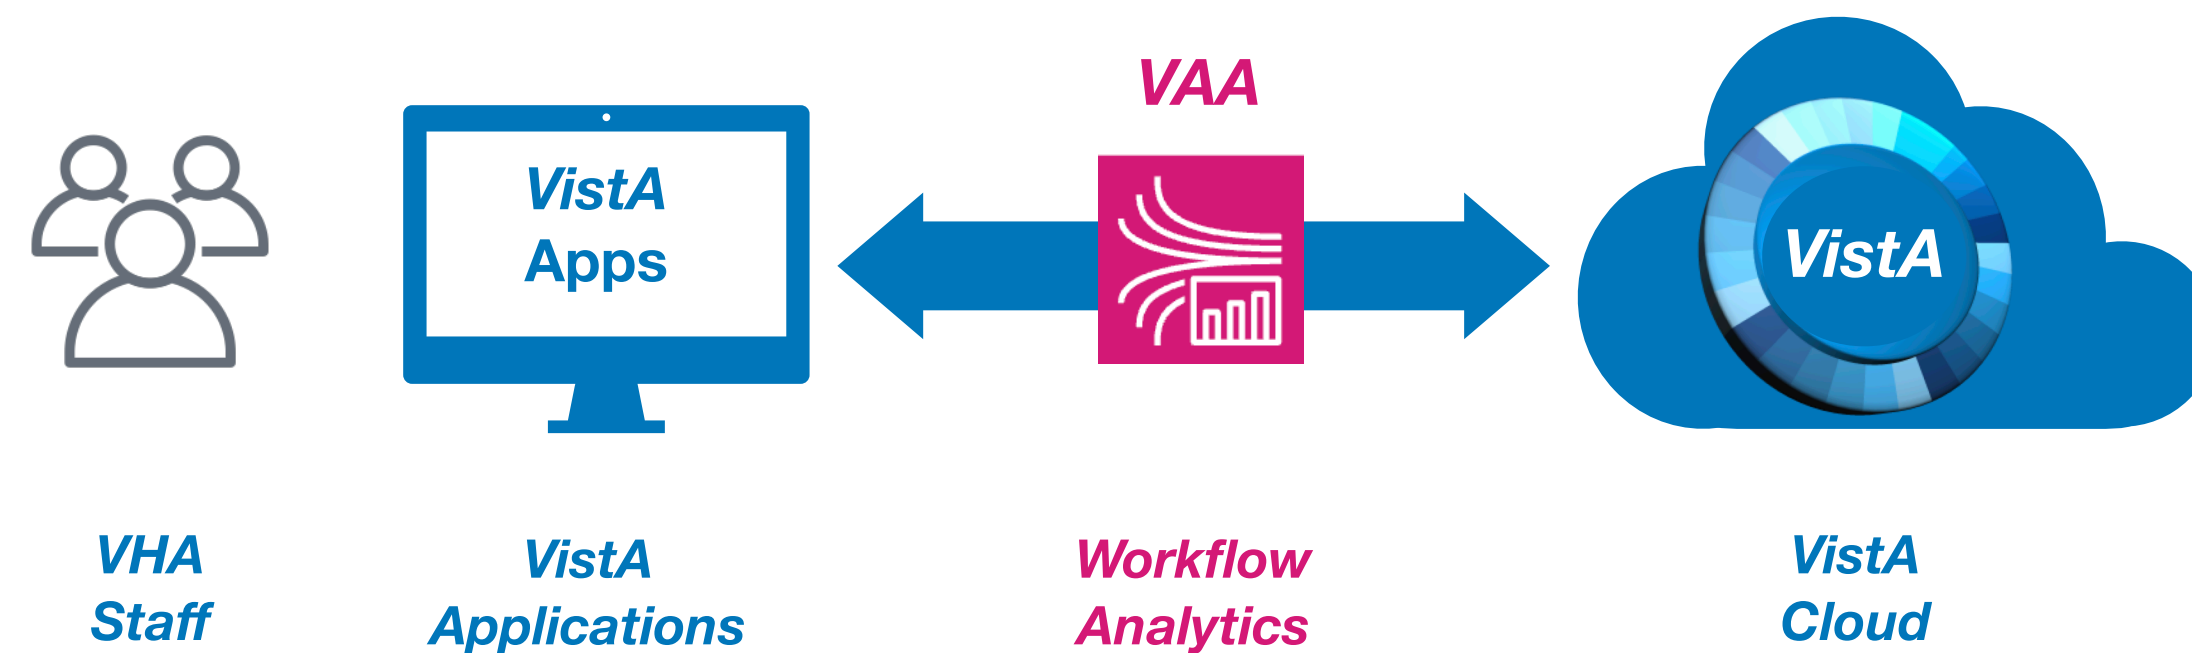 VAA
VistA
Apps
VistA
VHA
Staff
VistA
Applications
Workflow
Analytics
VistA
Cloud